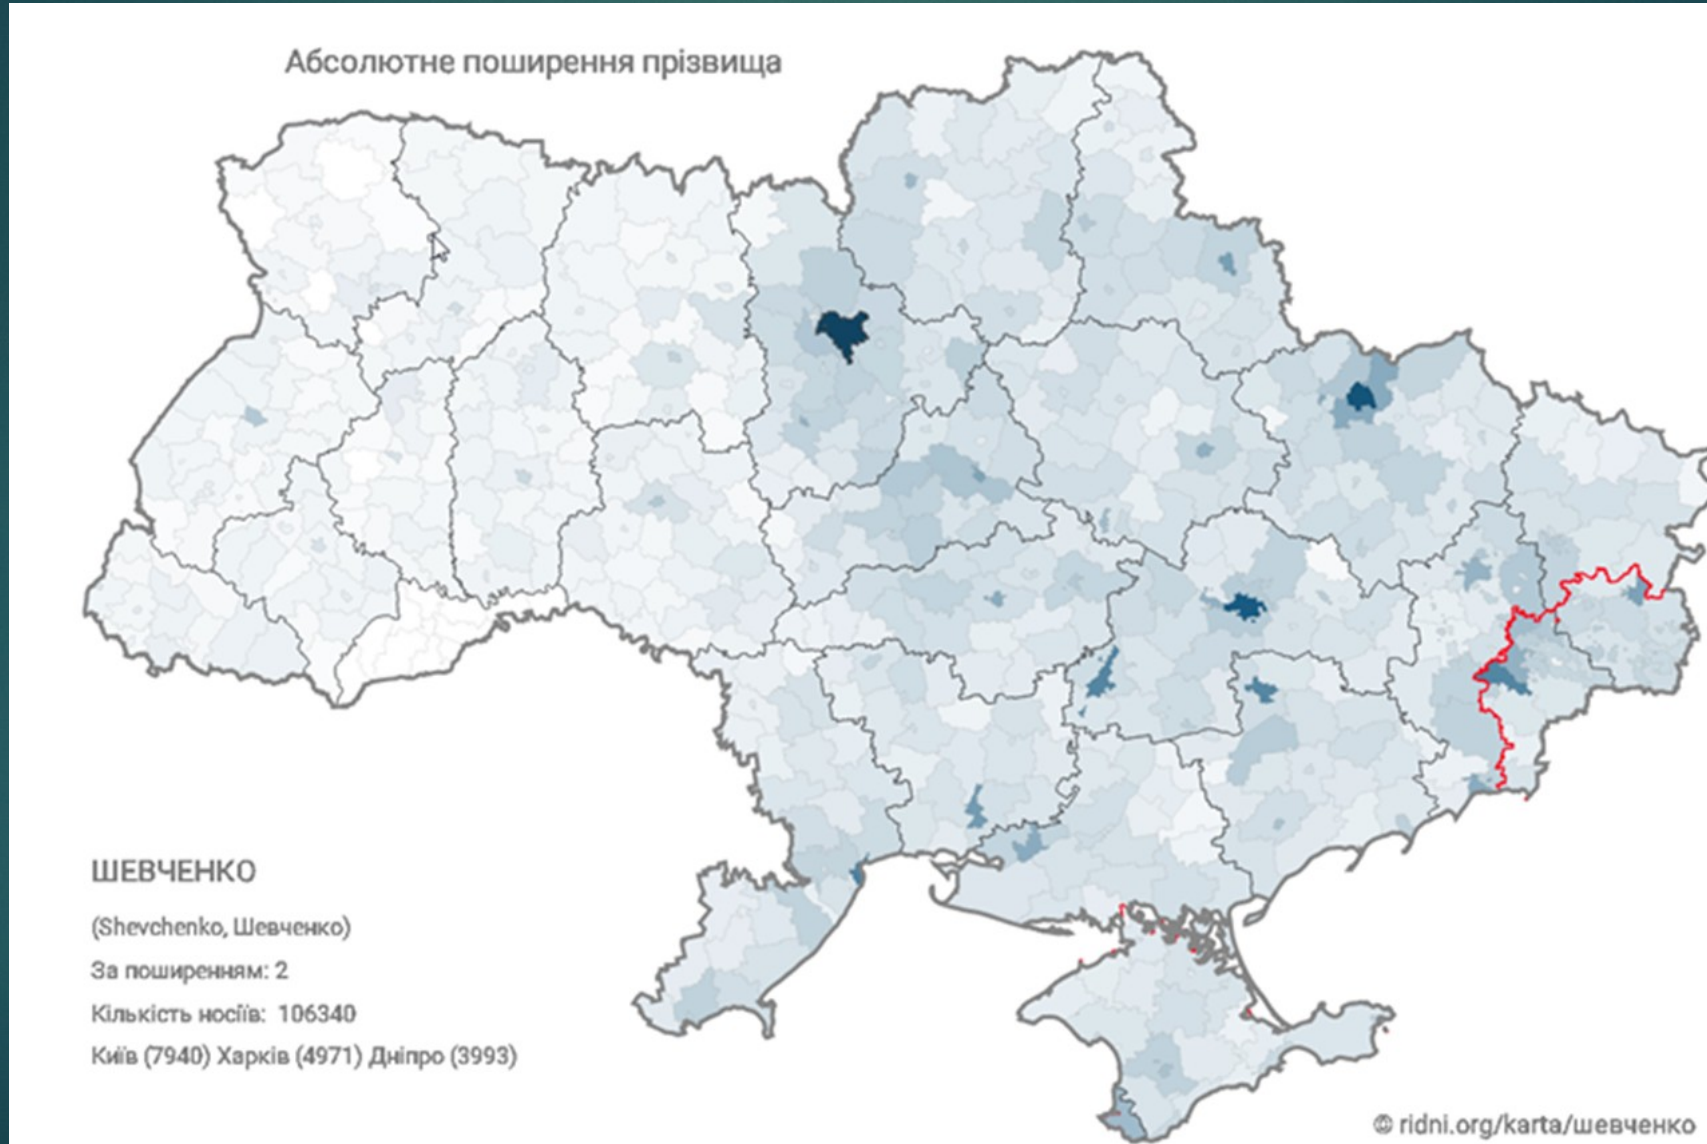 Абсолютне поширення прізвища
ШЕВЧЕНКО
(Shevchenko, Шевченко)
За поширенням: 2
Кількість носіїв: 106340
Київ (7940) Харків (4971) Дніпро (3993)
© ridni.org/karta/шевченко